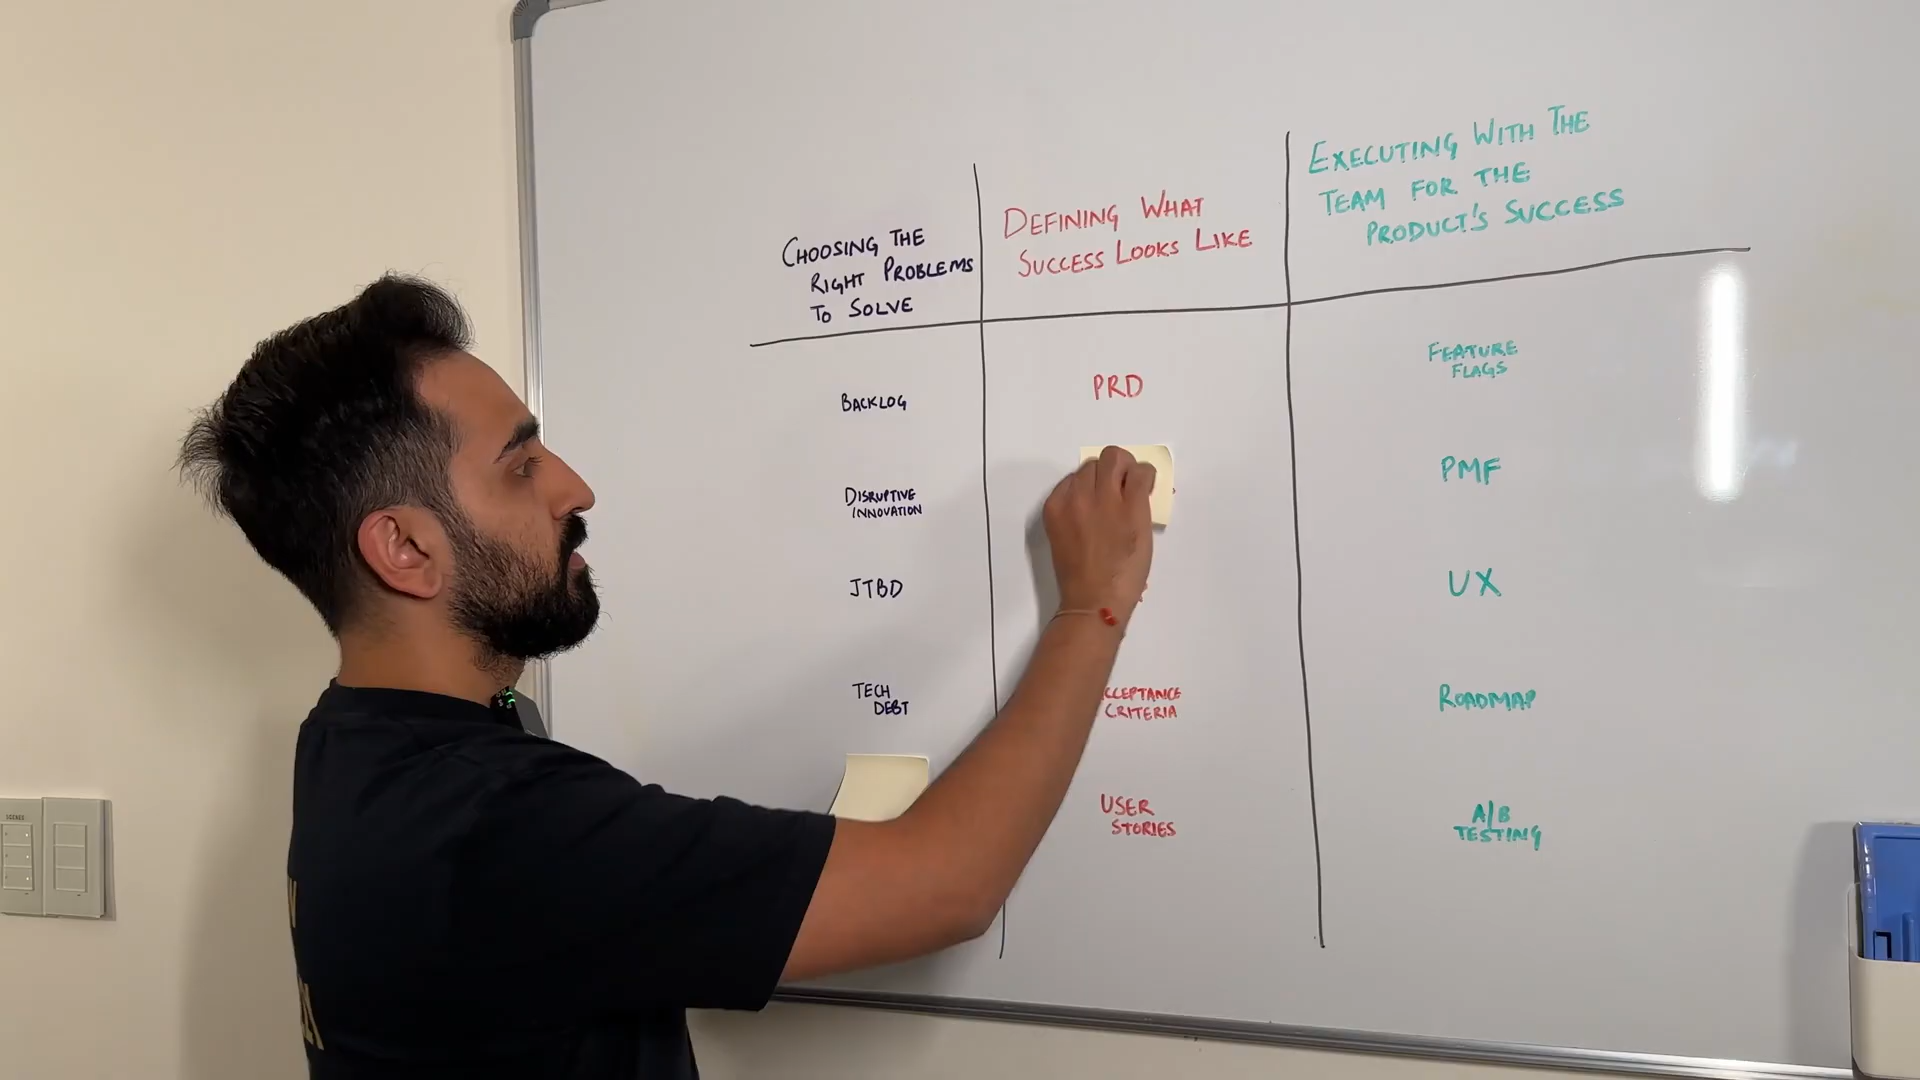 CHOOSING THE
RIGHT PROBLEMS
TO SOLVE
DEFINING WHAT
SUCCESS LOOKS LIKE
EXECUTING WITH THE
TEAM FOR THE
PRODUCT'S SUCCESS
BACKLOG
DISRUPTIVE
INNOVATION
JTBD
TECH
DEBT
PRD
CRITERIA
USER
STORIES
FEATURE
FLAGS
PMF
UX
ROADMAP
A/B
TESTING